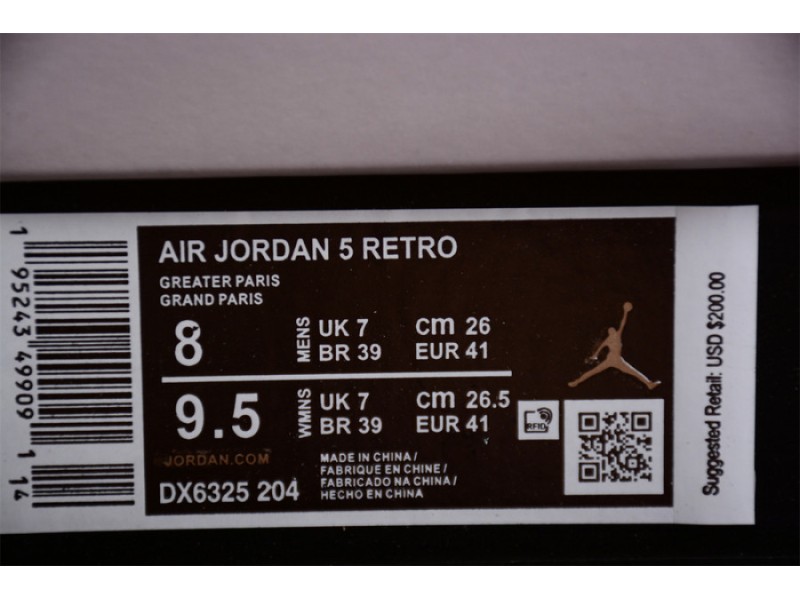 AIR JORDAN 5 RETRO
GREATER PARIS
GRAND PARIS
8
MENS
UK 7 cm 26
BR 39 EUR 41
9.5
WMNS
UK 7 cm 26.5
BR 39 EUR 41
RFID
JORDAN.COM
DX6325 204
MADE IN CHINA/
FABRIQUE EN CHINE/
FABRICADO NA CHINA/
HECHO EN CHINA
1 95243 49909 1 14
Suggested Retail: USD $200.00